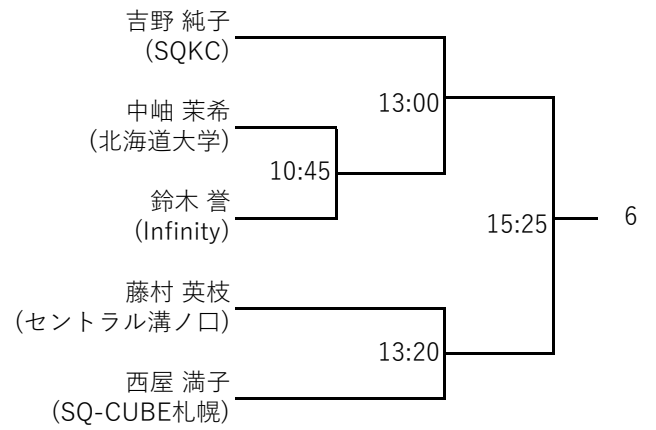 吉野 純子
(SQKC)
13:00
中岫 茉希
(北海道大学)
10:45
鈴木 誉
(Infinity)
15:25
6
藤村 英枝
(セントラル溝ノ口)
13:20
西屋 満子
(SQ-CUBE札幌)